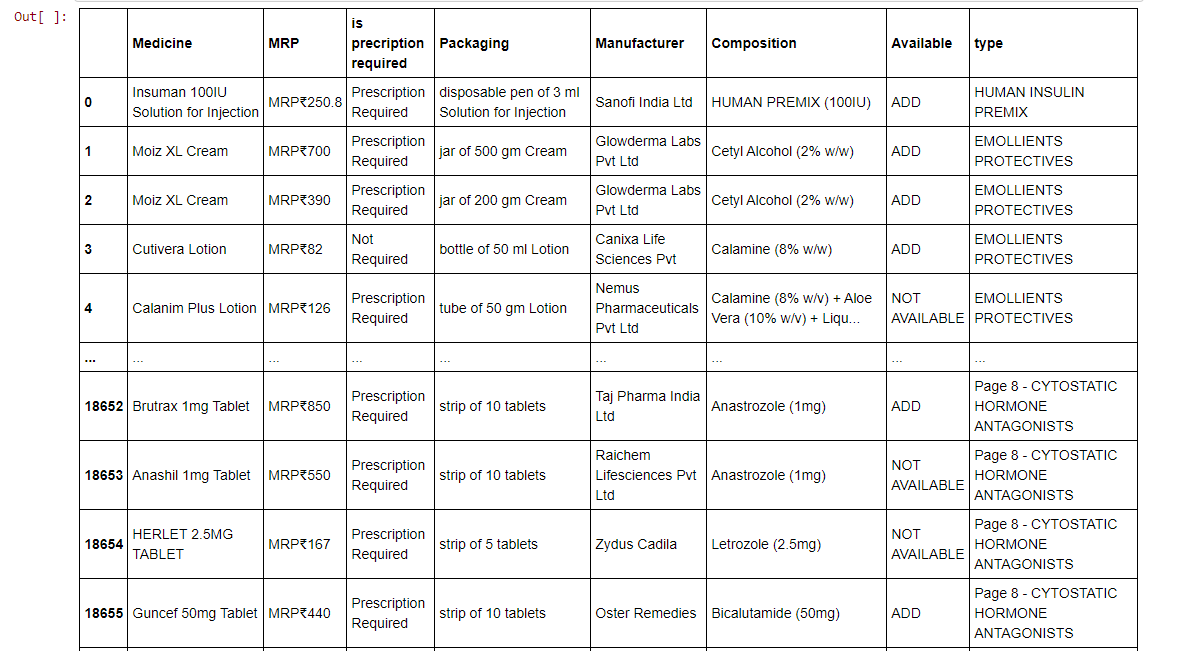 Out[ ]:
Medicine MRP is precription required Packaging Manufacturer Composition Available type
0 Insuman 100IU Solution for Injection MRP₹250.8 Prescription Required disposable pen of 3 ml Solution for Injection Sanofi India Ltd HUMAN PREMIX (100IU) ADD HUMAN INSULIN PREMIX
1 Moiz XL Cream MRP₹700 Prescription Required jar of 500 gm Cream Glowderma Labs Pvt Ltd Cetyl Alcohol (2% w/w) ADD EMOLLIENTS PROTECTIVES
2 Moiz XL Cream MRP₹390 Prescription Required jar of 200 gm Cream Glowderma Labs Pvt Ltd Cetyl Alcohol (2% w/w) ADD EMOLLIENTS PROTECTIVES
3 Cutivera Lotion MRP₹82 Not Required bottle of 50 ml Lotion Canixa Life Sciences Pvt Calamine (8% w/w) ADD EMOLLIENTS PROTECTIVES
4 Calanim Plus Lotion MRP₹126 Prescription Required tube of 50 gm Lotion Nemus Pharmaceuticals Pvt Ltd Calamine (8% w/v) + Aloe Vera (10% w/v) + Liqu... NOT AVAILABLE EMOLLIENTS PROTECTIVES
... ... ... ... ... ... ... ... ...
18652 Brutrax 1mg Tablet MRP₹850 Prescription Required strip of 10 tablets Taj Pharma India Ltd Anastrozole (1mg) ADD Page 8 - CYTOSTATIC HORMONE ANTAGONISTS
18653 Anashil 1mg Tablet MRP₹550 Prescription Required strip of 10 tablets Raichem Lifesciences Pvt Ltd Anastrozole (1mg) NOT AVAILABLE Page 8 - CYTOSTATIC HORMONE ANTAGONISTS
18654 HERLET 2.5MG TABLET MRP₹167 Prescription Required strip of 5 tablets Zydus Cadila Letrozole (2.5mg) NOT AVAILABLE Page 8 - CYTOSTATIC HORMONE ANTAGONISTS
18655 Guncef 50mg Tablet MRP₹440 Prescription Required strip of 10 tablets Oster Remedies Bicalutamide (50mg) ADD Page 8 - CYTOSTATIC HORMONE ANTAGONISTS